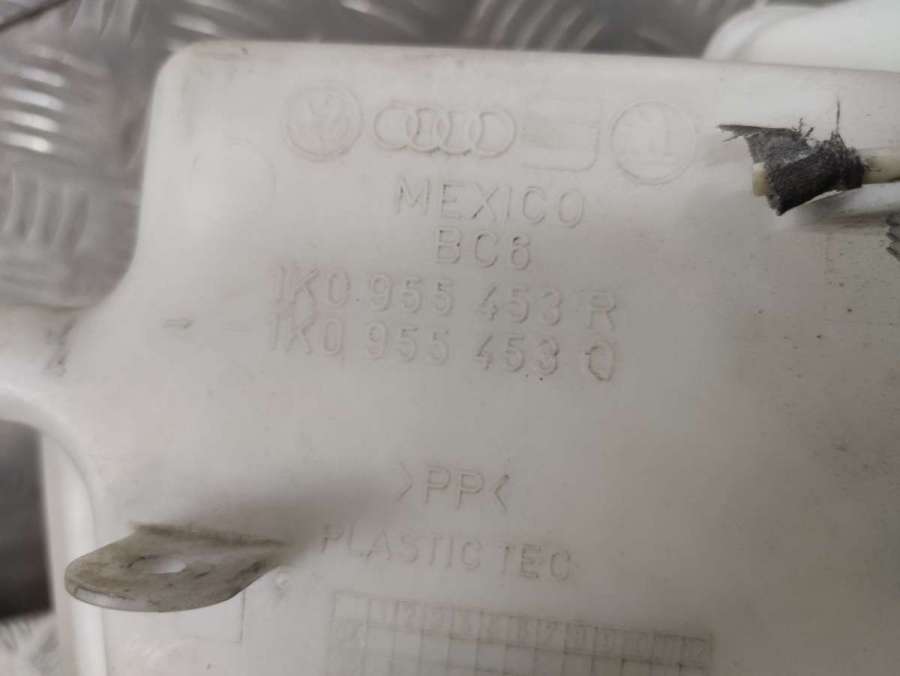 MEXICO
BC6
1K0 955 453 R
1K0 955 453 Q
>PP<
PLASTIC TEC